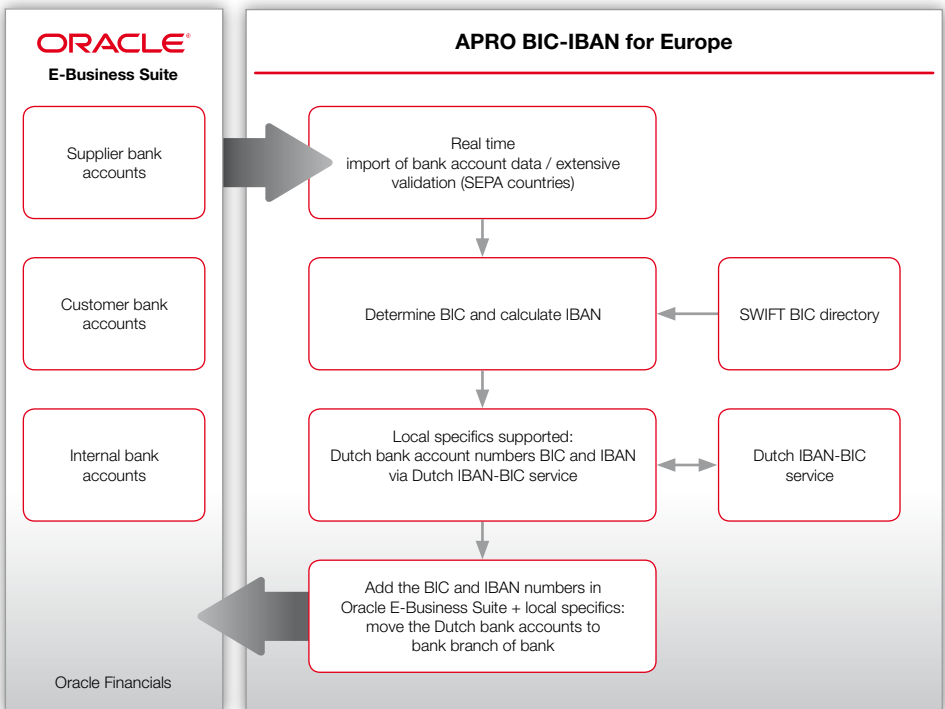 ORACLE®
E-Business Suite
Supplier bank
accounts
Customer bank
accounts
Internal bank
accounts
Oracle Financials
APRO BIC-IBAN for Europe
Real time
import of bank account data / extensive
validation (SEPA countries)
Determine BIC and calculate IBAN
SWIFT BIC directory
Local specifics supported:
Dutch bank account numbers BIC and IBAN
via Dutch IBAN-BIC service
Dutch IBAN-BIC
service
Add the BIC and IBAN numbers in
Oracle E-Business Suite + local specifics:
move the Dutch bank accounts to
bank branch of bank